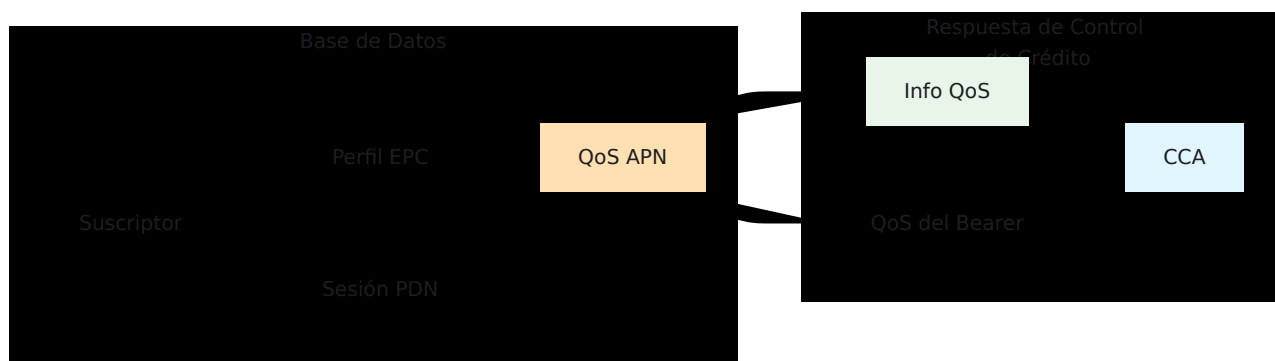 Base de Datos
Suscriptor
Perfil EPC
Sesión PDN
QoS APN
Respuesta de Control
de Crédito
Info QoS
QoS del Bearer
CCA